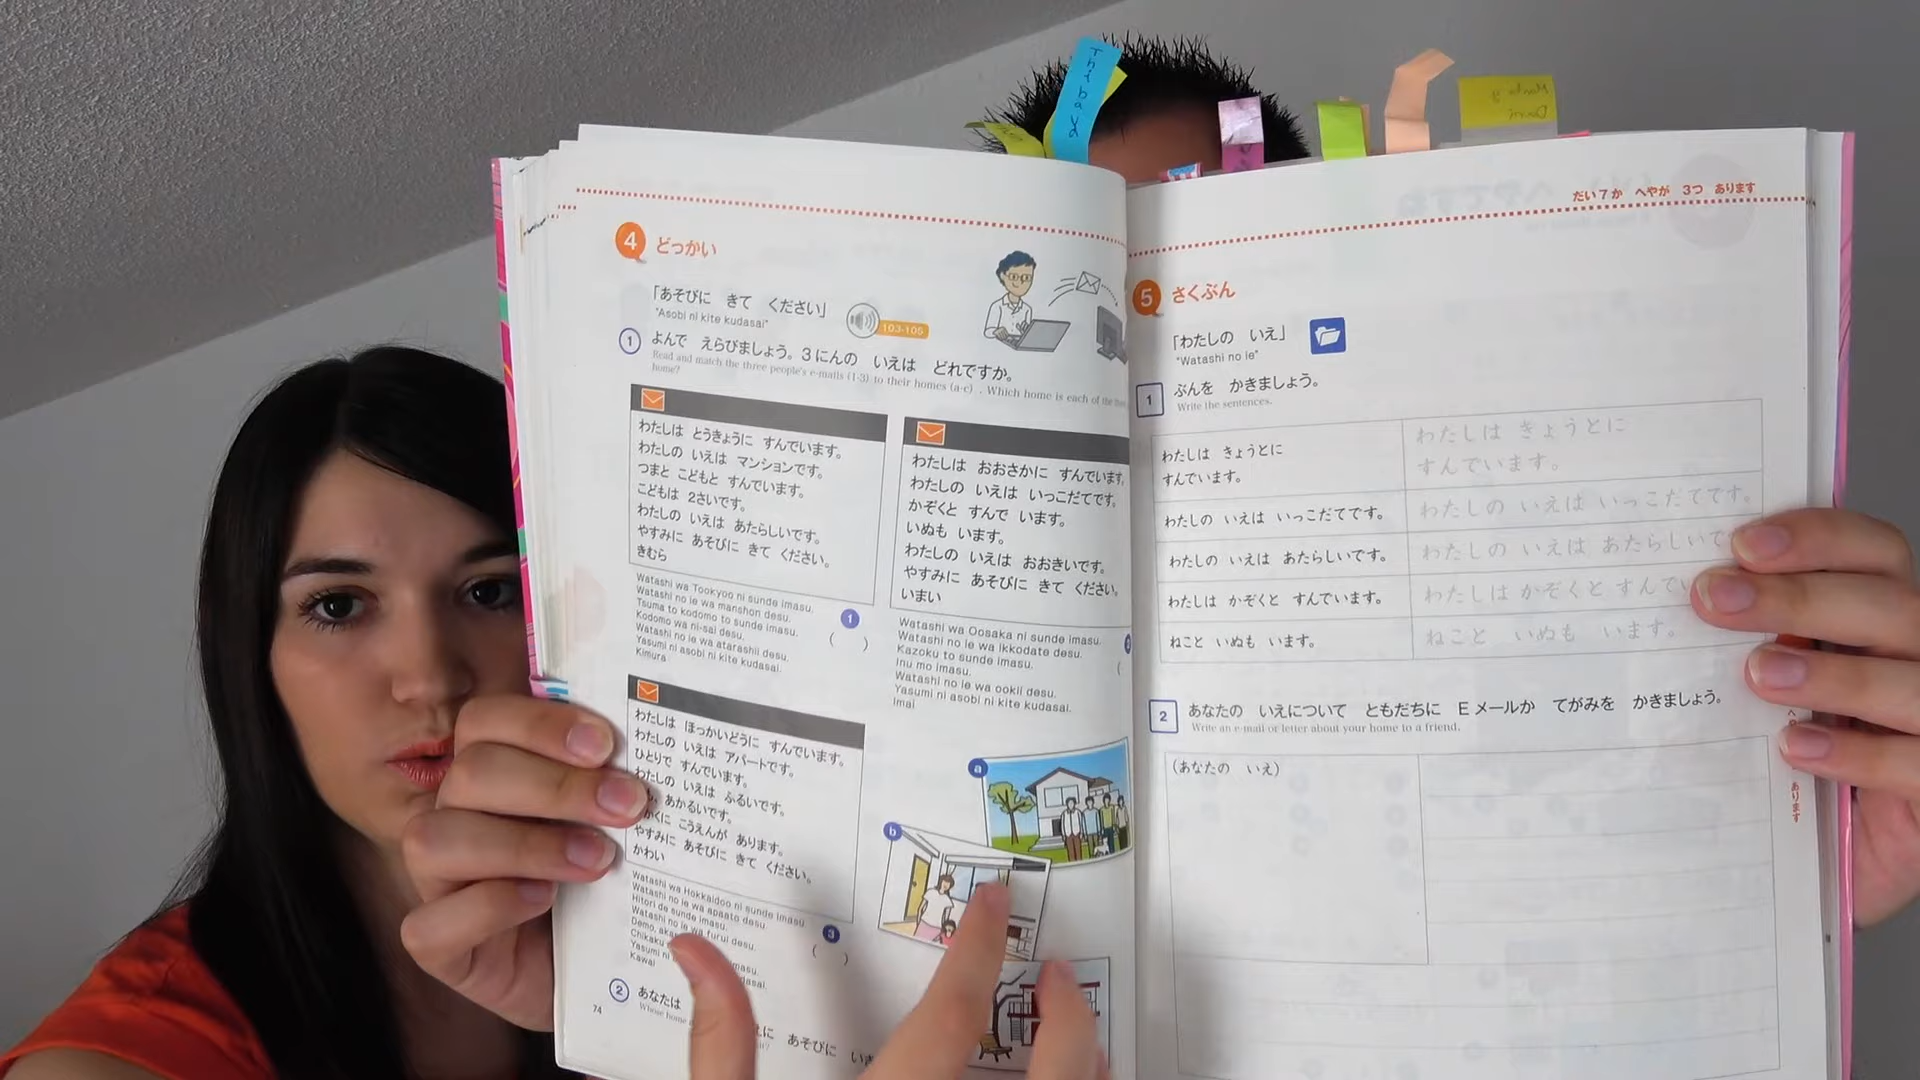 Thibaud
だい7か へやが 3つ あります
4 どっかい
「あそびに きて ください」
"Asobi ni kite kudasai"
103-105
1 よんで えらびましょう。3にんの いえは どれですか。
Read and match the three people's e-mails (1-3) to their homes (a-c) . Which home is each of the
home?
わたしは とうきょうに すんでいます。
わたしの いえは マンションです。
つまと こどもと すんでいます。
こどもは 2さいです。
わたしの いえは あたらしいです。
やすみに あそびに きて ください。
きむら
Watashi wa Tookyoo ni sunde imasu.
Watashi no ie wa manshon desu.
Tsuma to kodomo to sunde imasu.
Kodomo wa ni-sai desu.
Watashi no ie wa atarashii desu.
Yasumi ni asobi ni kite kudasai.
Kimura
1
( )
わたしは おおさかに すんでいます
わたしの いえは いっこだてです。
かぞくと すんで います。
いぬも います。
わたしの いえは おおきいです。
やすみに あそびに きて ください。
いまい
Watashi wa Oosaka ni sunde imasu.
Watashi no ie wa ikkodate desu.
Kazoku to sunde imasu.
Inu mo imasu.
Watashi no ie wa ookii desu.
Yasumi ni asobi ni kite kudasai.
Imai
(
わたしは ほっかいどうに すんでいます。
わたしの いえは アパートです。
ひとりで すんでいます。
わたしの いえは ふるいです。
あかるいです。
こうえんが あります。
やすみに あそびに きて ください。
かわい
Watashi wa Hokkaidoo ni sunde imasu
Watashi no ie wa apaato desu.
Hitori de sunde imasu.
Watashi no ie wa furui desu.
Demo,
Chikaku imasu.
Yasumi ni
Kawai
3
( )
a
b
2 あなたは えに あそびに
Whose home
74
5 さくぶん
「わたしの いえ」
"Watashi no ie"
1 ぶんを かきましょう。
Write the sentences.
わたしは きょうとに
すんでいます。
わたしは きょうとに
すんでいます。
わたしの いえは いっこだてです。 わたしの いえは いっこだてです。
わたしの いえは あたらしいです。 わたしの いえは あたらしいで
わたしは かぞくと すんでいます。 わたしは かぞくと すんでい
ねこと いぬも います。 ねこと いぬも います。
2 あなたの いえについて ともだちに Eメールか てがみを かきましょう。
Write an e-mail or letter about your home to a friend.
(あなたの いえ)
あります